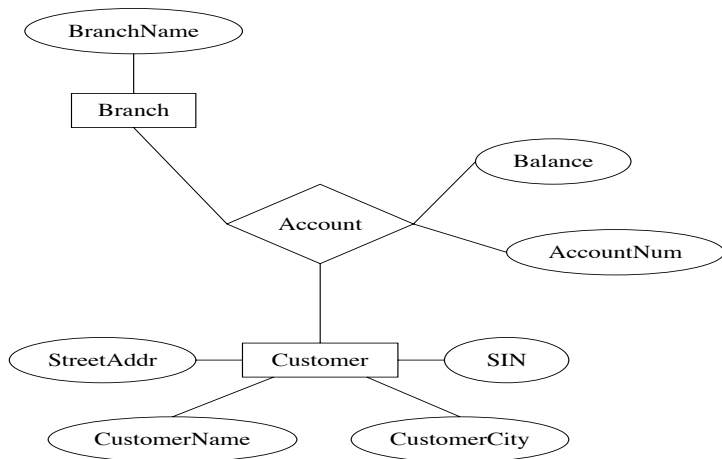 BranchName
Branch
Balance
Account
AccountNum
StreetAddr
Customer
SIN
CustomerName
CustomerCity